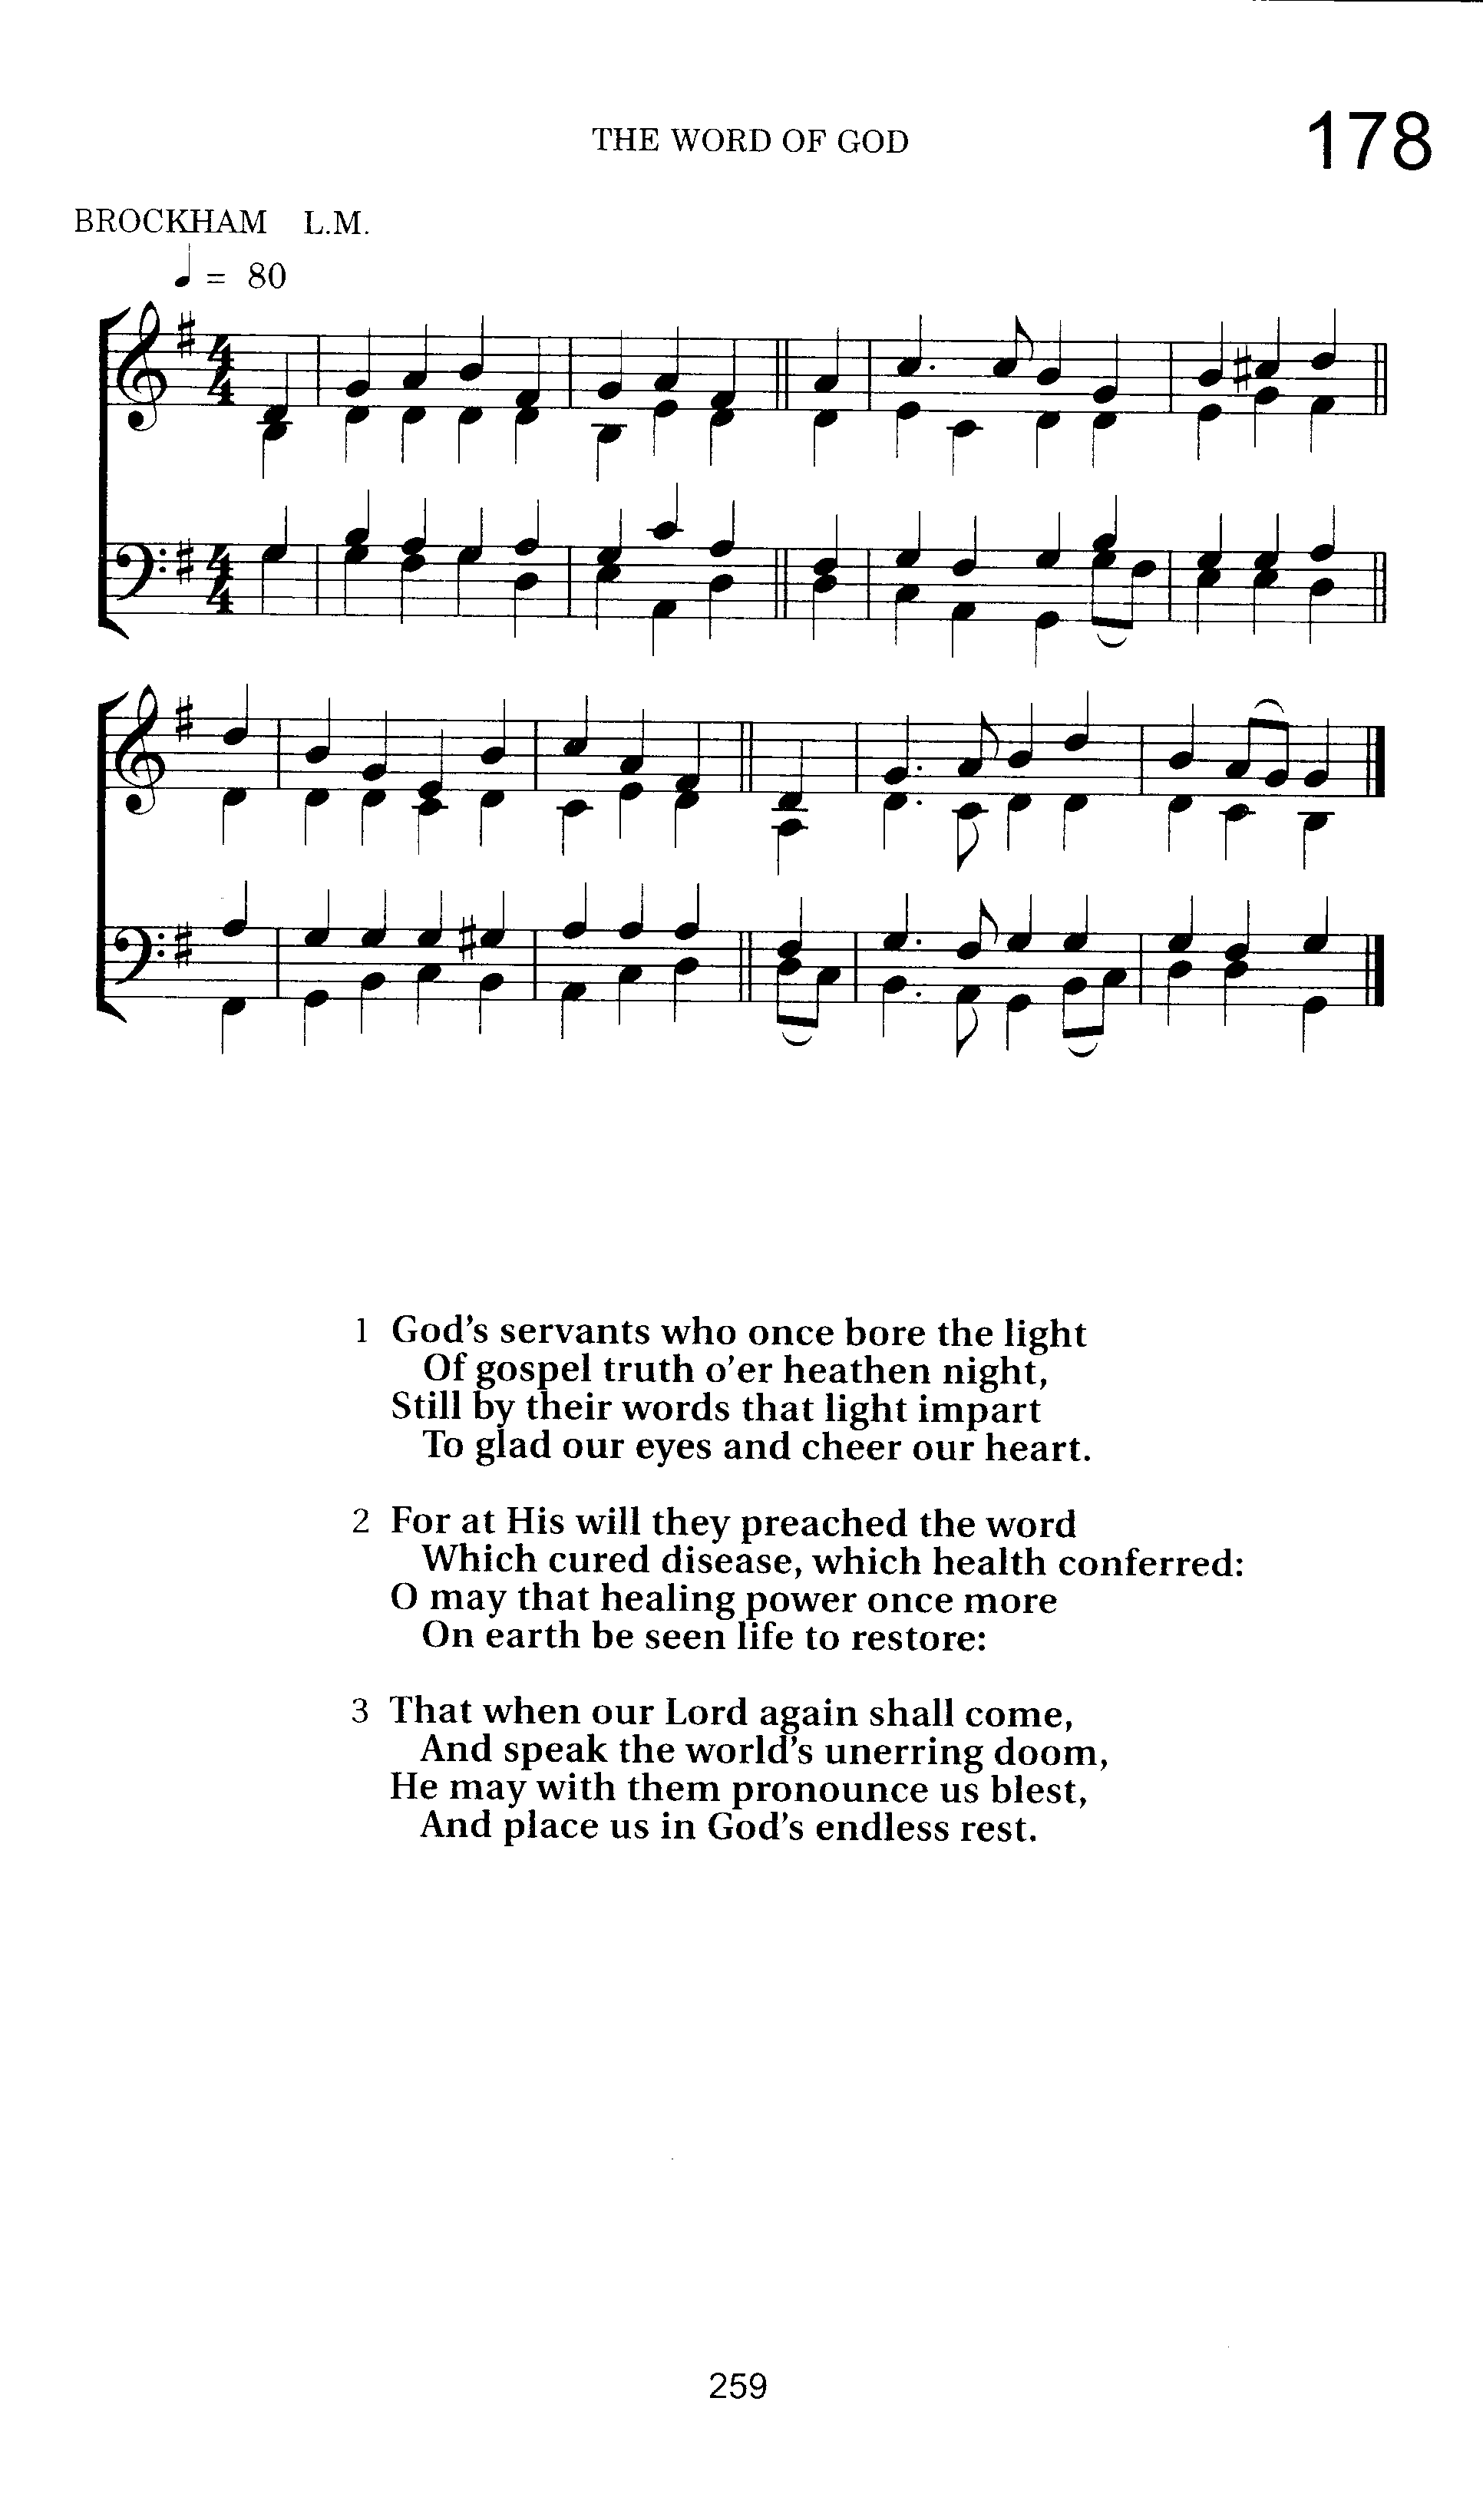 THE WORD OF GOD
178
BROCKHAM L.M.
♩ = 80
1 God's servants who once bore the light
Of gospel truth o'er heathen night,
Still by their words that light impart
To glad our eyes and cheer our heart.
2 For at His will they preached the word
Which cured disease, which health conferred:
O may that healing power once more
On earth be seen life to restore:
3 That when our Lord again shall come,
And speak the world's unerring doom,
He may with them pronounce us blest,
And place us in God's endless rest.
259